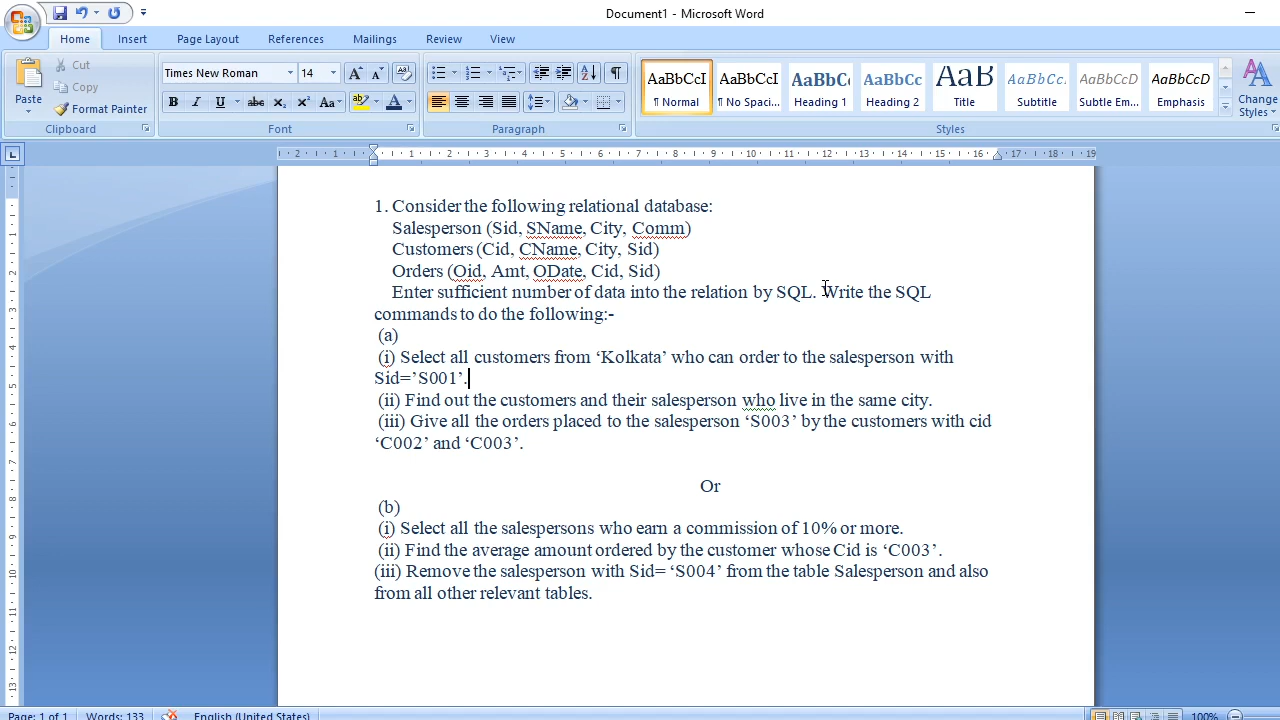 Document1 - Microsoft Word
Home Insert Page Layout References Mailings Review View
Paste
Cut
Copy
Format Painter
Clipboard
Times New Roman 14
Font
Paragraph
AaBbCcI AaBbCcI AaBbCc AaBbCc AaB AaBbCc. AaBbCcD AaBbCcD
¶ Normal ¶ No Spaci... Heading 1 Heading 2 Title Subtitle Subtle Em... Emphasis
Change Styles
Styles
1. Consider the following relational database:
Salesperson (Sid, SName, City, Comm)
Customers (Cid, CName, City, Sid)
Orders (Oid, Amt, ODate, Cid, Sid)
Enter sufficient number of data into the relation by SQL. Write the SQL
commands to do the following:-
(a)
(i) Select all customers from ‘Kolkata’ who can order to the salesperson with
Sid=’S001’.
(ii) Find out the customers and their salesperson who live in the same city.
(iii) Give all the orders placed to the salesperson ‘S003’ by the customers with cid
‘C002’ and ‘C003’.
Or
(b)
(i) Select all the salespersons who earn a commission of 10% or more.
(ii) Find the average amount ordered by the customer whose Cid is ‘C003’.
(iii) Remove the salesperson with Sid= ‘S004’ from the table Salesperson and also
from all other relevant tables.
Page: 1 of 1 Words: 133 English (United States) 100%